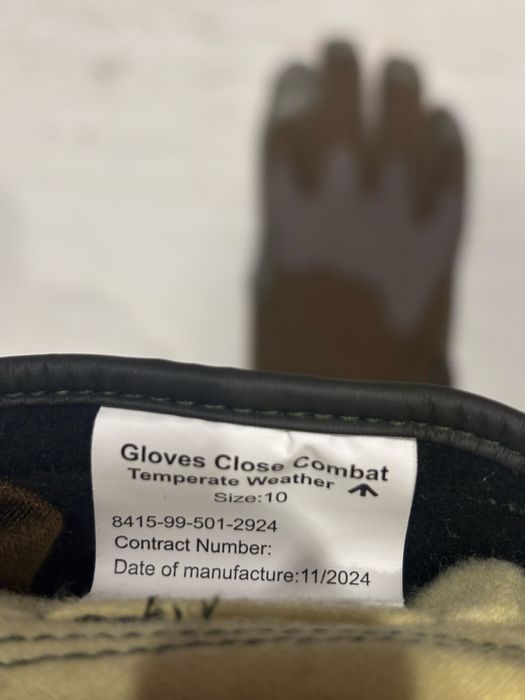 Gloves Close Combat
Temperate Weather
Size:10
8415-99-501-2924
Contract Number:
Date of manufacture:11/2024